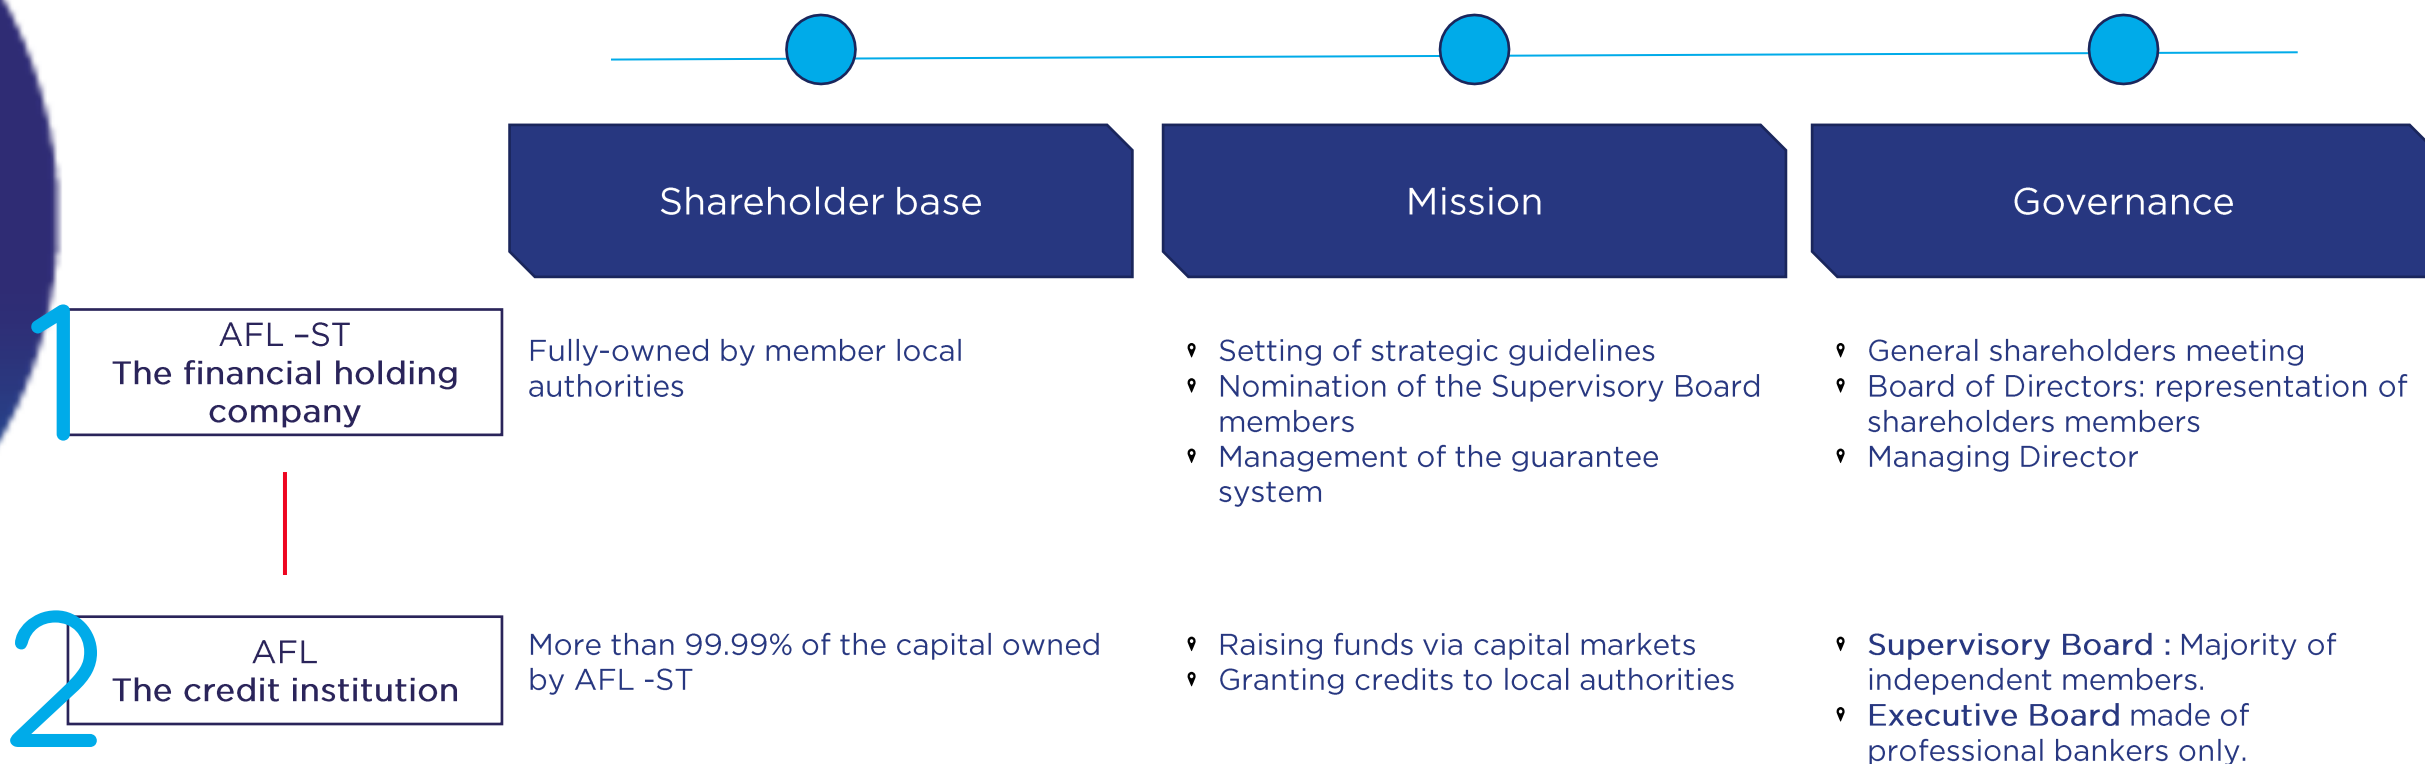 Shareholder base
Mission
Governance
1
AFL –ST
The financial holding
company
Fully-owned by member local
authorities
Setting of strategic guidelines
Nomination of the Supervisory Board
members
Management of the guarantee
system
General shareholders meeting
Board of Directors: representation of
shareholders members
Managing Director
2
AFL
The credit institution
More than 99.99% of the capital owned
by AFL -ST
Raising funds via capital markets
Granting credits to local authorities
Supervisory Board : Majority of
independent members.
Executive Board made of
professional bankers only.